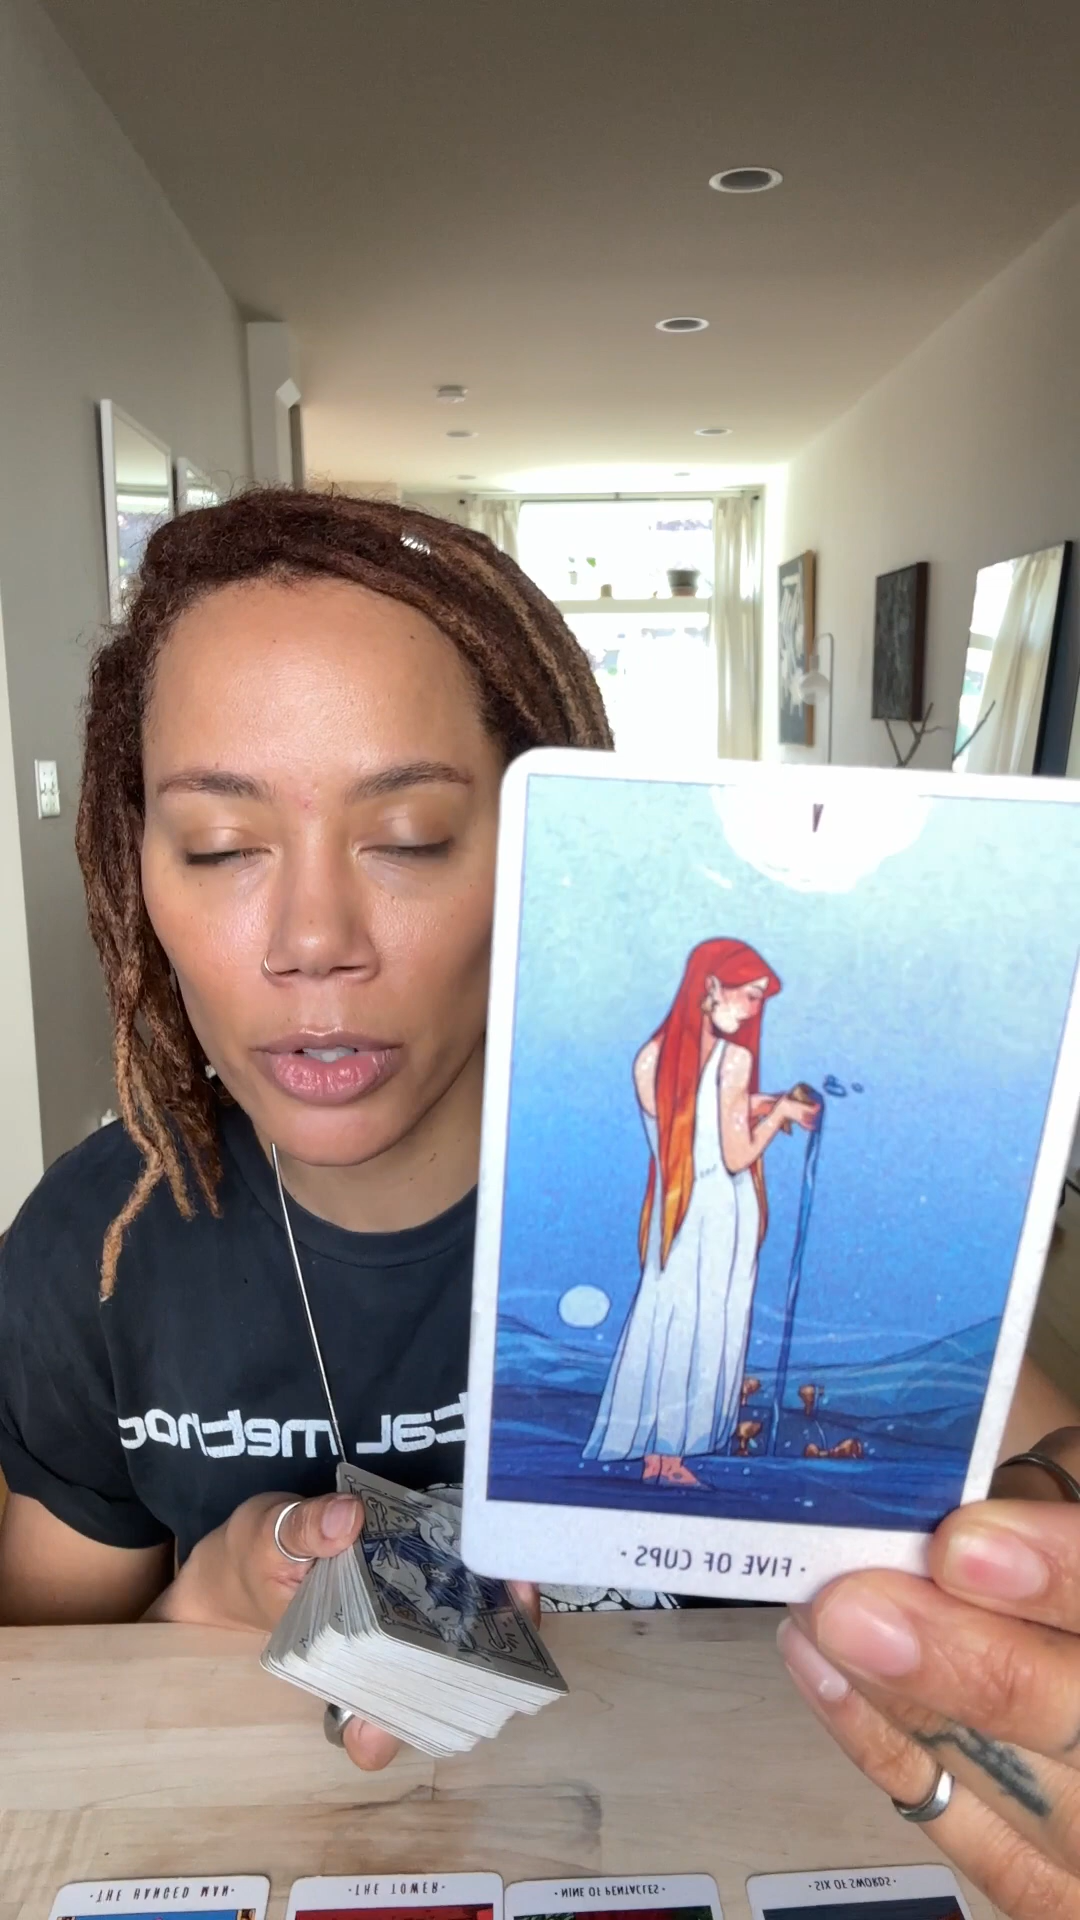 V
· FIVE OF CUPS ·
·THE HANGED MAN·
·THE TOWER·
·NINE OF PENTACLES·
·SIX OF SWORDS·